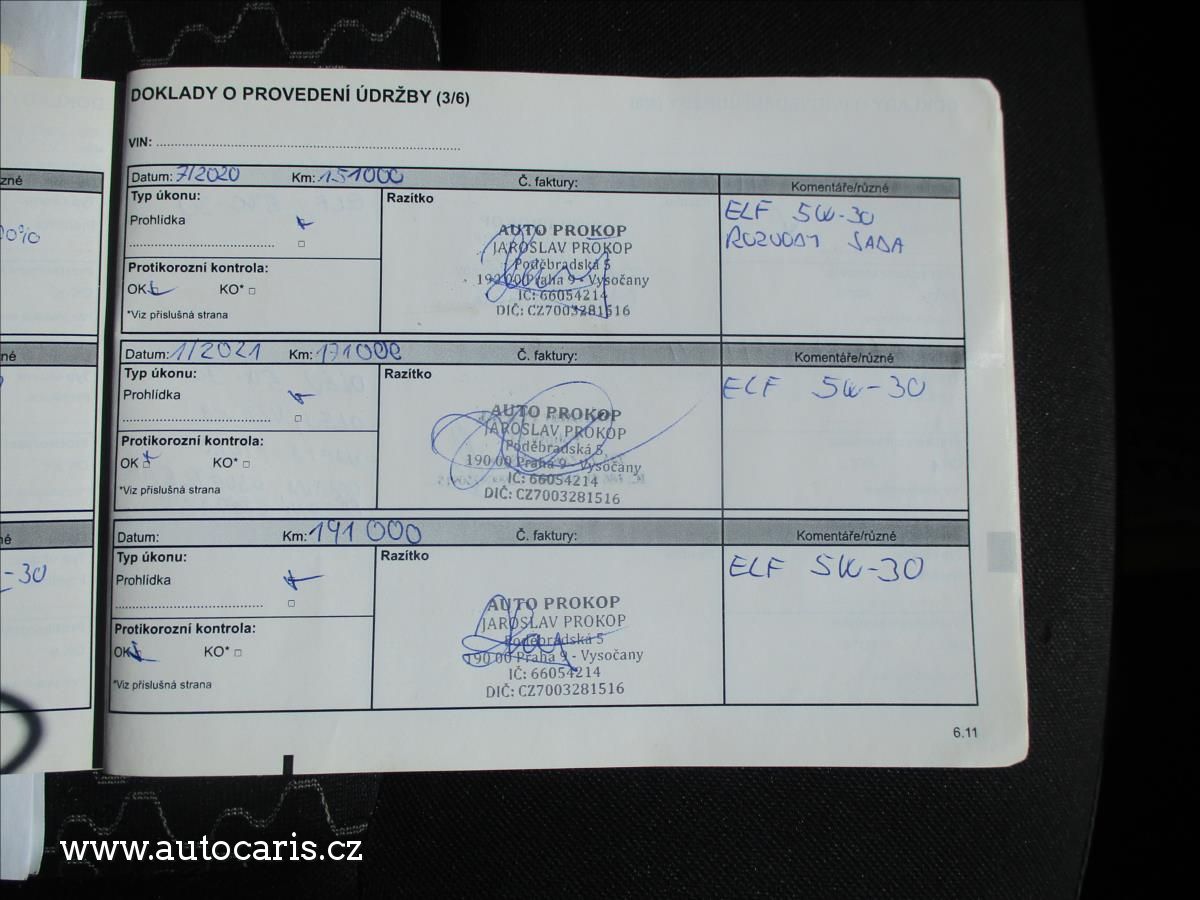 DOKLADY O PROVEDENÍ ÚDRŽBY (3/6)
VIN:
zné
Datum: 7/2020 Km: 151000 Č. faktury: Komentáře/různé
Typ úkonu: Razítko
Prohlídka
ELF 5W-30
ROZVODY SADA
00%
AUTO PROKOP
JAROSLAV PROKOP
Poděbradská 5
190 00 Praha 9 - Vysočany
IČ: 66054214
DIČ: CZ7003281516
Protikorozní kontrola:
OK KO*
*Viz příslušná strana
né
Datum: 1/2021 Km: 171000 Č. faktury: Komentáře/různé
Typ úkonu: Razítko
Prohlídka
ELF 5W-30
AUTO PROKOP
JAROSLAV PROKOP
Poděbradská 5
190 00 Praha 9 - Vysočany
IČ: 66054214
DIČ: CZ7003281516
Protikorozní kontrola:
OK KO*
*Viz příslušná strana
é
Datum: Km: 191 000 Č. faktury: Komentáře/různé
Typ úkonu: Razítko
Prohlídka
ELF 5W-30
-30
AUTO PROKOP
JAROSLAV PROKOP
Poděbradská 5
190 00 Praha 9 - Vysočany
IČ: 66054214
DIČ: CZ7003281516
Protikorozní kontrola:
OK KO*
*Viz příslušná strana
6.11
www.autocaris.cz